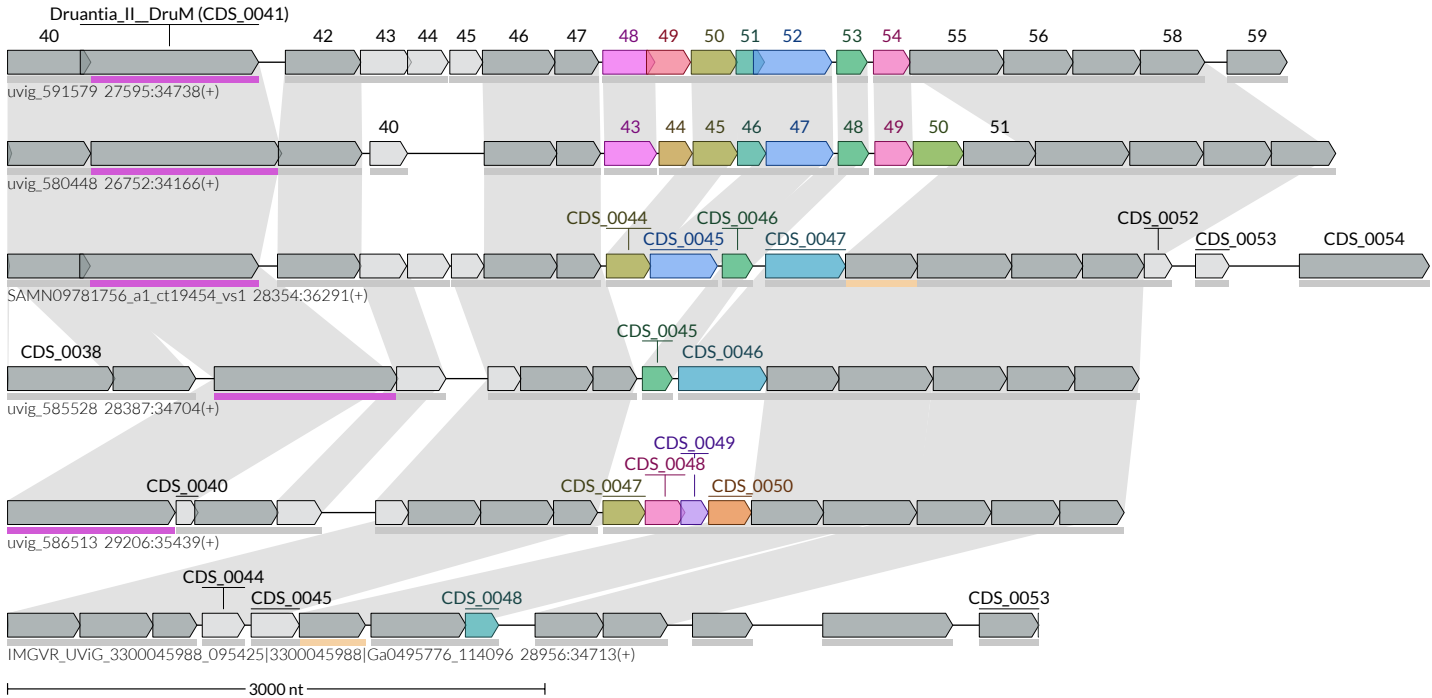 Druantia_II__DruM (CDS_0041)
40 42 43 44 45 46 47 48 49 50 51 52 53 54 55 56 58 59
uvig_591579 27595:34738(+)
40 43 44 45 46 47 48 49 50 51
uvig_580448 26752:34166(+)
CDS_0044 CDS_0046 CDS_0052
CDS_0045 CDS_0047 CDS_0053 CDS_0054
SAMN09781756_a1_ct19454_vs1 28354:36291(+)
CDS_0045
CDS_0038 CDS_0046
uvig_585528 28387:34704(+)
CDS_0049
CDS_0048
CDS_0040 CDS_0047 CDS_0050
uvig_586513 29206:35439(+)
CDS_0044
CDS_0045 CDS_0048 CDS_0053
IMGVR_UViG_3300045988_095425|3300045988|Ga0495776_114096 28956:34713(+)
3000 nt